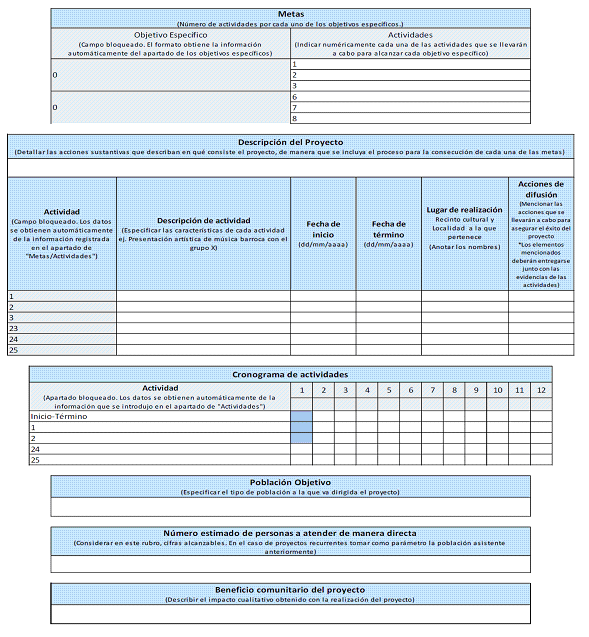 Metas
(Número de actividades por cada uno de los objetivos específicos.)
Objetivo Específico
(Campo bloqueado. El formato obtiene la información
automáticamente del apartado de los objetivos específicos)
Actividades
(Indicar numéricamente cada una de las actividades que se llevarán
a cabo para alcanzar cada objetivo específico)
0
1
2
3
0
6
7
8
Descripción del Proyecto
(Detallar las acciones sustantivas que describan en qué consiste el proyecto, de manera que se incluya el proceso para la consecución de cada una de las metas)
Actividad
(Campo bloqueado. Los datos
se obtienen automáticamente
de la información registrada
en el apartado de
"Metas/Actividades")
Descripción de actividad
(Especificar las características de cada actividad
ej. Presentación artística de música barroca con el
grupo X)
Fecha de
inicio
(dd/mm/aaaa)
Fecha de
término
(dd/mm/aaaa)
Lugar de realización
Recinto cultural y
Localidad a la que
pertenece
(Anotar los nombres)
Acciones de
difusión
(Mencionar las
acciones que se
llevarán a cabo para
asegurar el éxito del
proyecto
*Los elementos
mencionados
deberán entregarse
junto con las
evidencias de las
actividades)
1
2
3
23
24
25
Cronograma de actividades
Actividad
(Apartado bloqueado. Los datos se obtienen automáticamente de la
información que se introdujo en el apartado de "Actividades")
1 2 3 4 5 6 7 8 9 10 11 12
Inicio-Término
1
2
24
25
Población Objetivo
(Especificar el tipo de población a la que va dirigida el proyecto)
Número estimado de personas a atender de manera directa
(Considerar en este rubro, cifras alcanzables. En el caso de proyectos recurrentes tomar como parámetro la población asistente
anteriormente)
Beneficio comunitario del proyecto
(Describir el impacto cualitativo obtenido con la realización del proyecto)